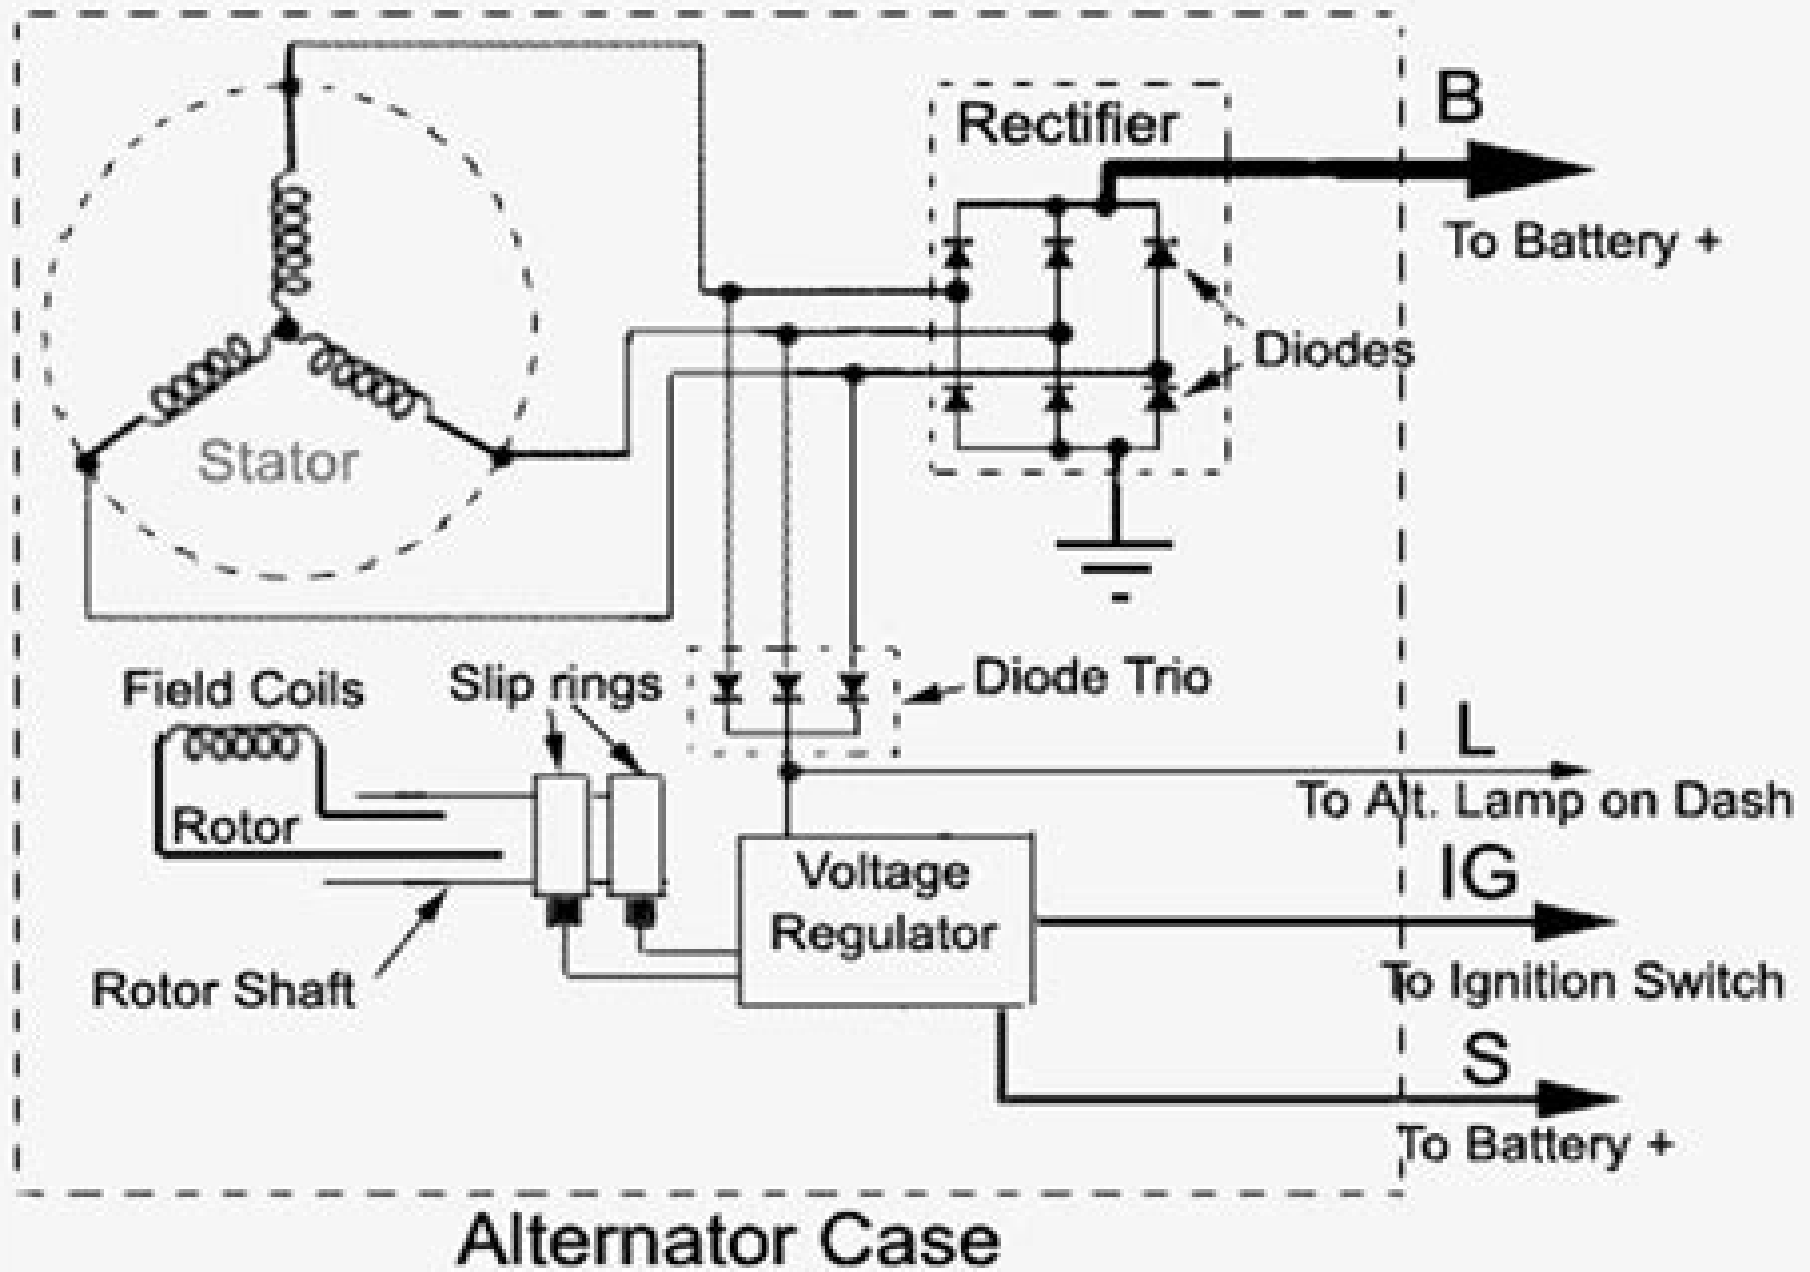 Rectifier
B
To Battery +
Diodes
Stator
Field Coils
Slip rings
Diode Trio
L
To Alt. Lamp on Dash
Rotor
Voltage
Regulator
IG
To Ignition Switch
Rotor Shaft
S
To Battery +
Alternator Case